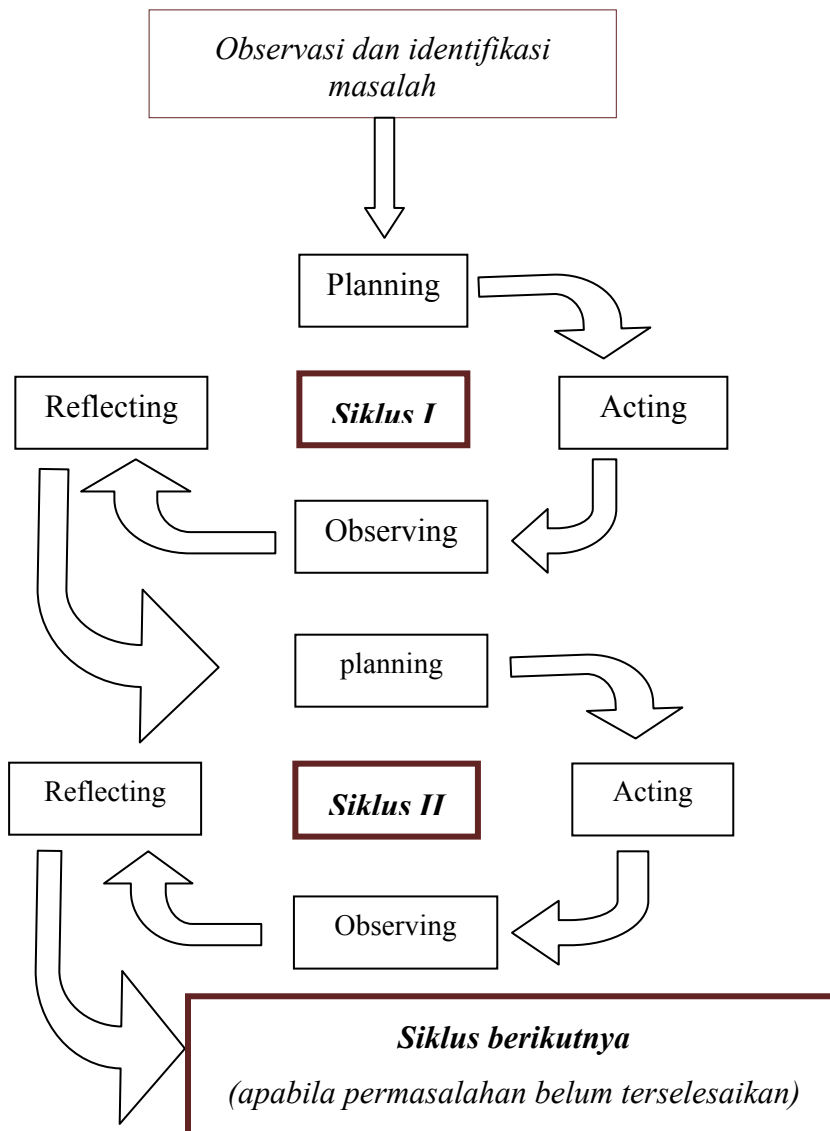 Observasi dan identifikasi
masalah
Planning
Reflecting
Siklus I
Acting
Observing
planning
Reflecting
Siklus II
Acting
Observing
Siklus berikutnya
(apabila permasalahan belum terselesaikan)